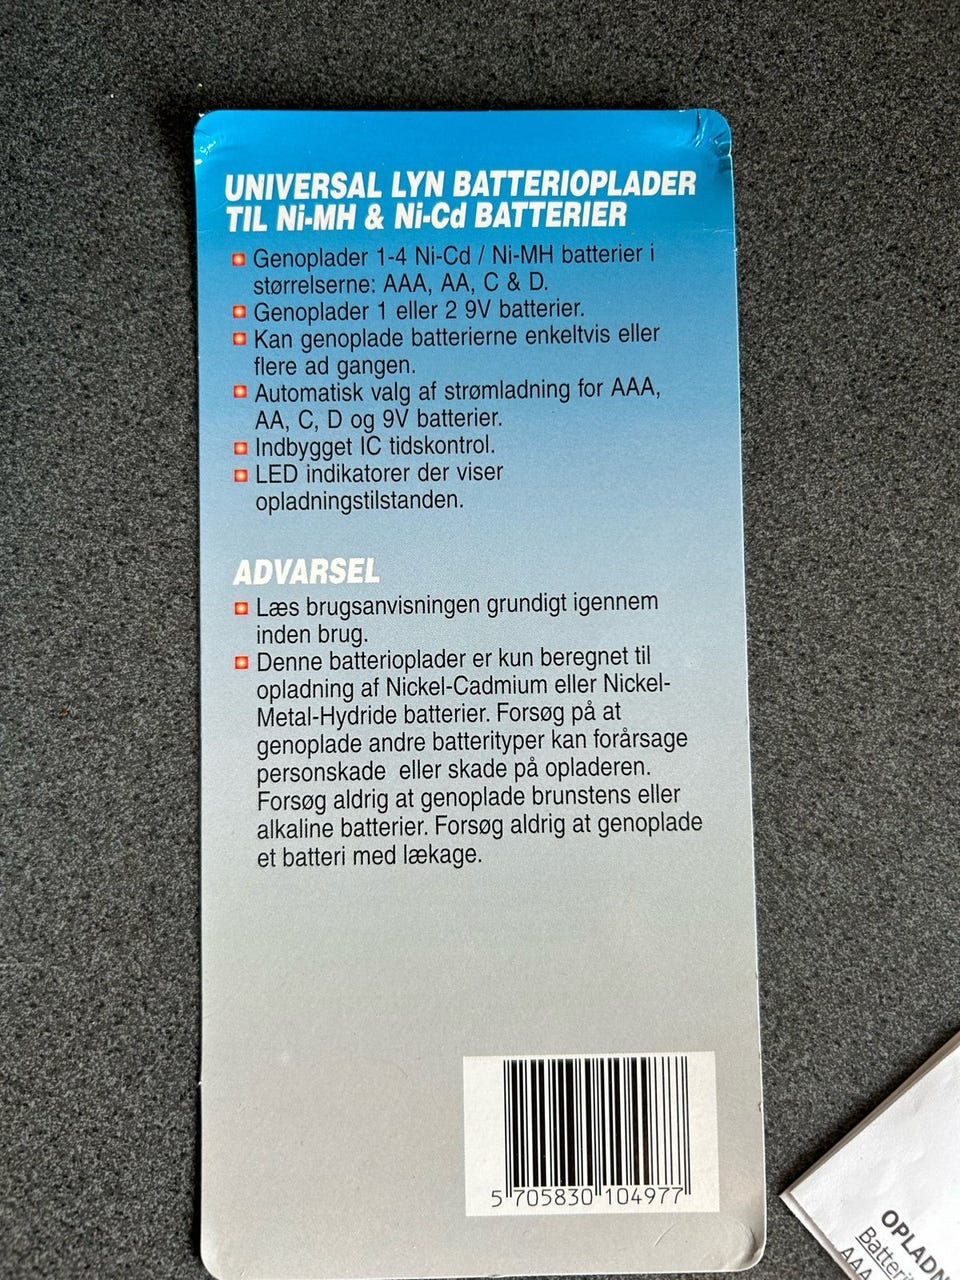 UNIVERSAL LYN BATTERIOPLADER
TIL Ni-MH & Ni-Cd BATTERIER
Genoplader 1-4 Ni-Cd / Ni-MH batterier i
størrelserne: AAA, AA, C & D.
Genoplader 1 eller 2 9V batterier.
Kan genoplade batterierne enkeltvis eller
flere ad gangen.
Automatisk valg af strømladning for AAA,
AA, C, D og 9V batterier.
Indbygget IC tidskontrol.
LED indikatorer der viser
opladningstilstanden.
ADVARSEL
Læs brugsanvisningen grundigt igennem
inden brug.
Denne batterioplader er kun beregnet til
opladning af Nickel-Cadmium eller Nickel-
Metal-Hydride batterier. Forsøg på at
genoplade andre batterityper kan forårsage
personskade eller skade på opladeren.
Forsøg aldrig at genoplade brunstens eller
alkaline batterier. Forsøg aldrig at genoplade
et batteri med lækage.
5 705830 104977
AAA